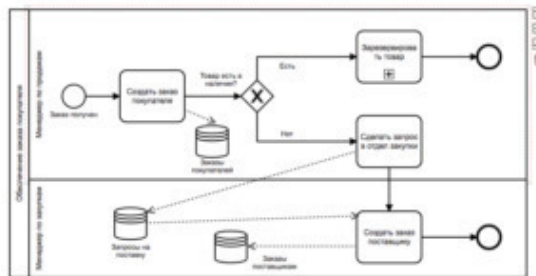 Обеспечение заказа покупателя
Менеджер по продажам
Заказ получен
Создать заказ
покупателя
Заказы
покупателей
Товар есть в
наличии?
Есть
Нет
Зарезервирова
ть товар
Сделать запрос
в отдел закупки
Менеджер по закупкам
Запросы на
поставку
Заказы
поставщикам
Создать заказ
поставщику